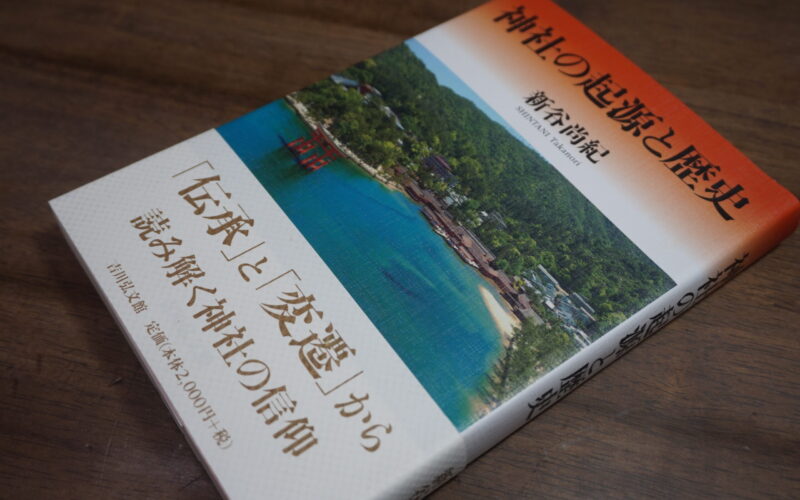 神社の起源と歴史
新谷尚紀
SHINTANI Takanori
「伝承」と「変遷」から
読み解く神社の信仰
吉川弘文館 定価(本体2,000円+税)
神社の起源と歴史